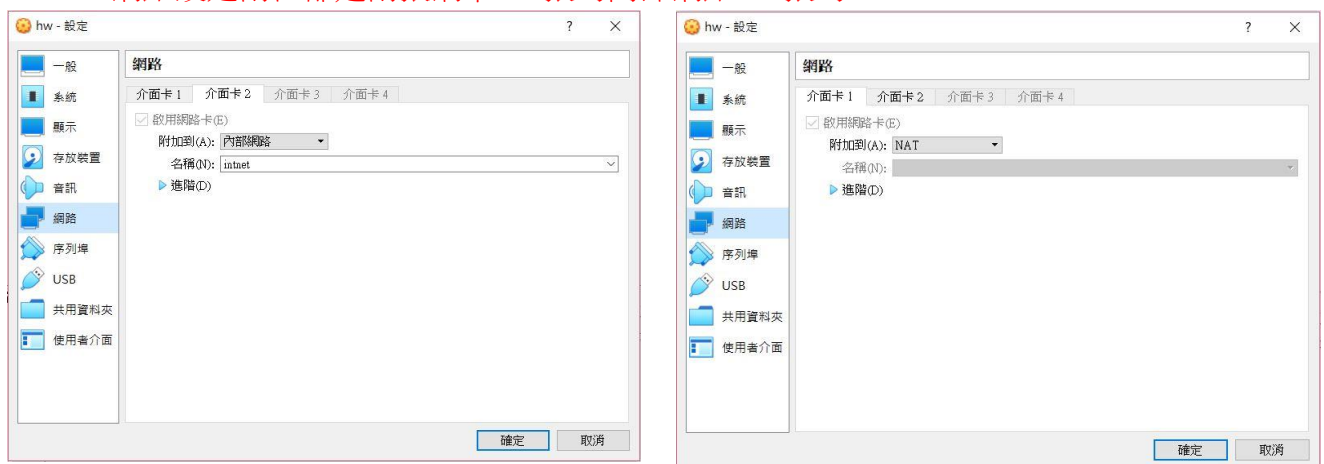 hw - 設定
? ×
一般
系統
顯示
存放裝置
音訊
網路
序列埠
USB
共用資料夾
使用者介面
網路
介面卡 1 介面卡 2 介面卡 3 介面卡 4
啟用網路卡(E)
附加到(A): 內部網路
名稱(N): intnet
進階(D)
確定 取消
hw - 設定
? ×
一般
系統
顯示
存放裝置
音訊
網路
序列埠
USB
共用資料夾
使用者介面
網路
介面卡 1 介面卡 2 介面卡 3 介面卡 4
啟用網路卡(E)
附加到(A): NAT
名稱(N):
進階(D)
確定 取消